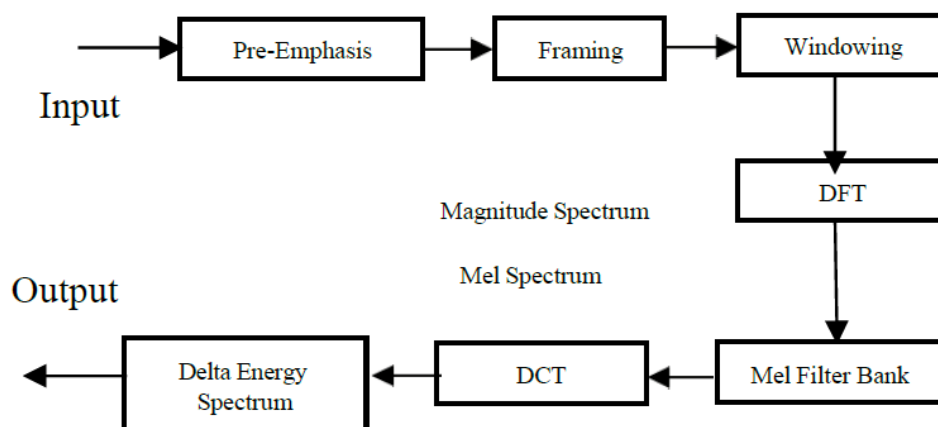 Pre-Emphasis
Framing
Windowing
Input
DFT
Magnitude Spectrum
Mel Spectrum
Output
Delta Energy
Spectrum
DCT
Mel Filter Bank